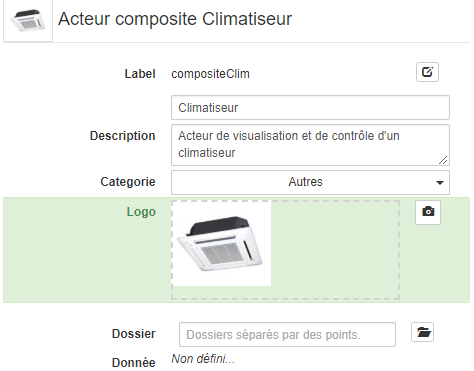 Acteur composite Climatiseur
Label compositeClim
Climatiseur
Description Acteur de visualisation et de contrôle d'un
climatiseur
Categorie Autres
Logo
Dossier Dossiers séparés par des points.
Donnée Non défini...